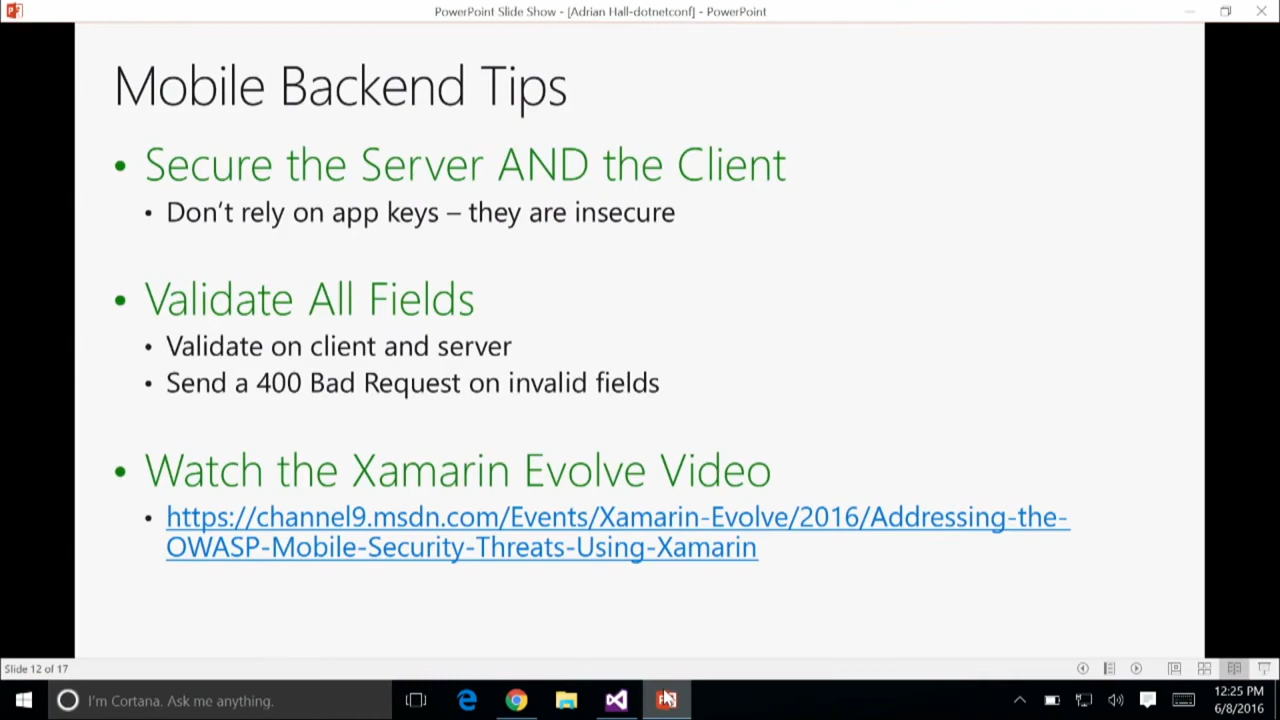 PowerPoint Slide Show - [Adrian Hall-dotnetconf] - PowerPoint
Mobile Backend Tips
• Secure the Server AND the Client
• Don't rely on app keys – they are insecure
• Validate All Fields
• Validate on client and server
• Send a 400 Bad Request on invalid fields
• Watch the Xamarin Evolve Video
• https://channel9.msdn.com/Events/Xamarin-Evolve/2016/Addressing-the-
OWASP-Mobile-Security-Threats-Using-Xamarin
Slide 12 of 17
I'm Cortana. Ask me anything.
12:25 PM
6/8/2016